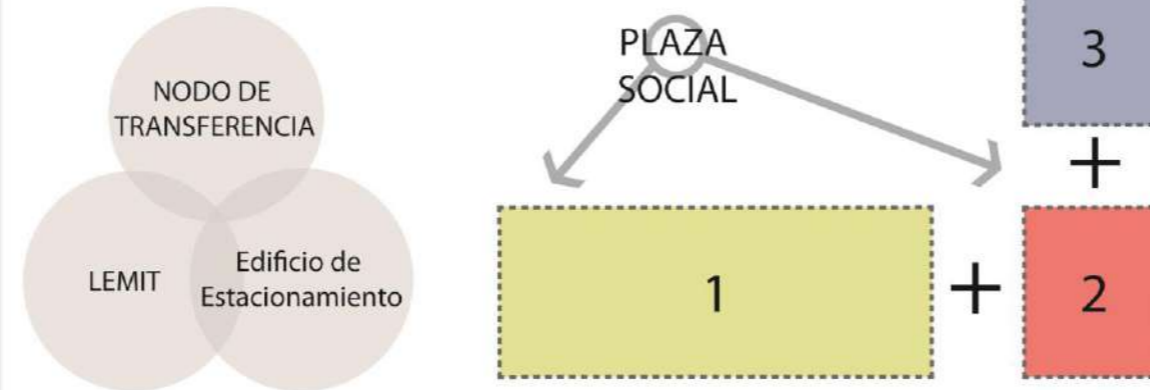 NODO DE
TRANSFERENCIA
LEMIT
Edificio de
Estacionamiento
PLAZA
SOCIAL
3
+
1
+
2